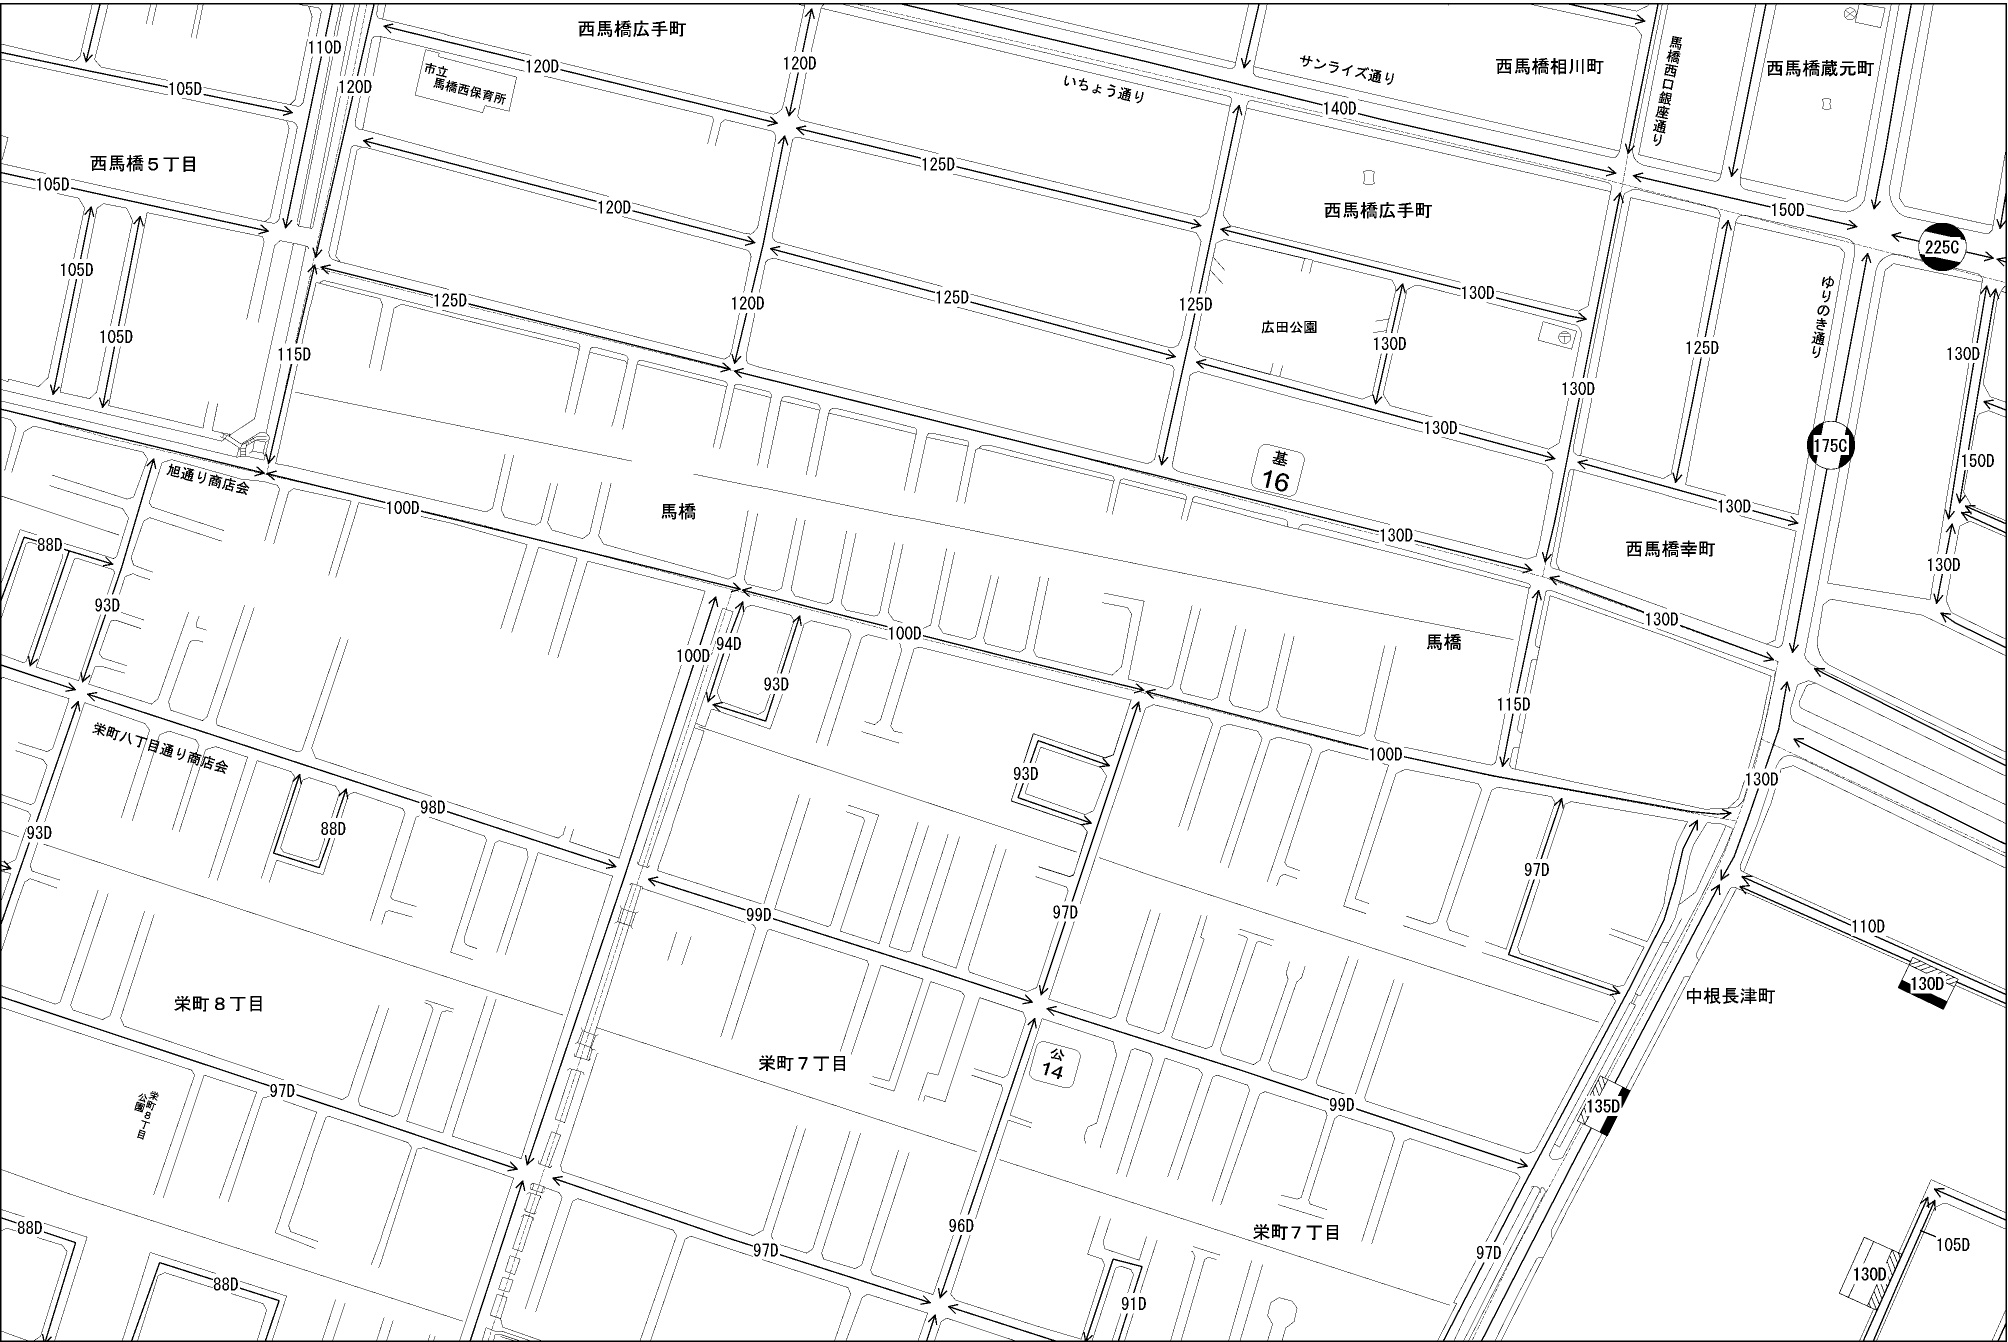 西馬橋広手町
110D
120D
120D
120D
市立
馬橋西保育所
105D
いちょう通り
サンライズ通り
140D
西馬橋相川町
馬橋西口銀座通り
西馬橋蔵元町
西馬橋5丁目
105D
125D
120D
西馬橋広手町
150D
225C
105D
105D
125D
120D
125D
125D
130D
広田公園
130D
125D
ゆりのき通り
130D
115D
130D
130D
175C
150D
旭通り商店会
100D
馬橋
基
16
130D
130D
西馬橋幸町
130D
88D
93D
100D
94D
93D
100D
馬橋
130D
115D
栄町八丁目通り商店会
93D
88D
98D
93D
100D
130D
97D
99D
97D
110D
130D
中根長津町
栄町8丁目
栄町7丁目
公
14
97D
栄町8丁目
公園
99D
135D
88D
88D
97D
96D
91D
栄町7丁目
97D
130D
105D